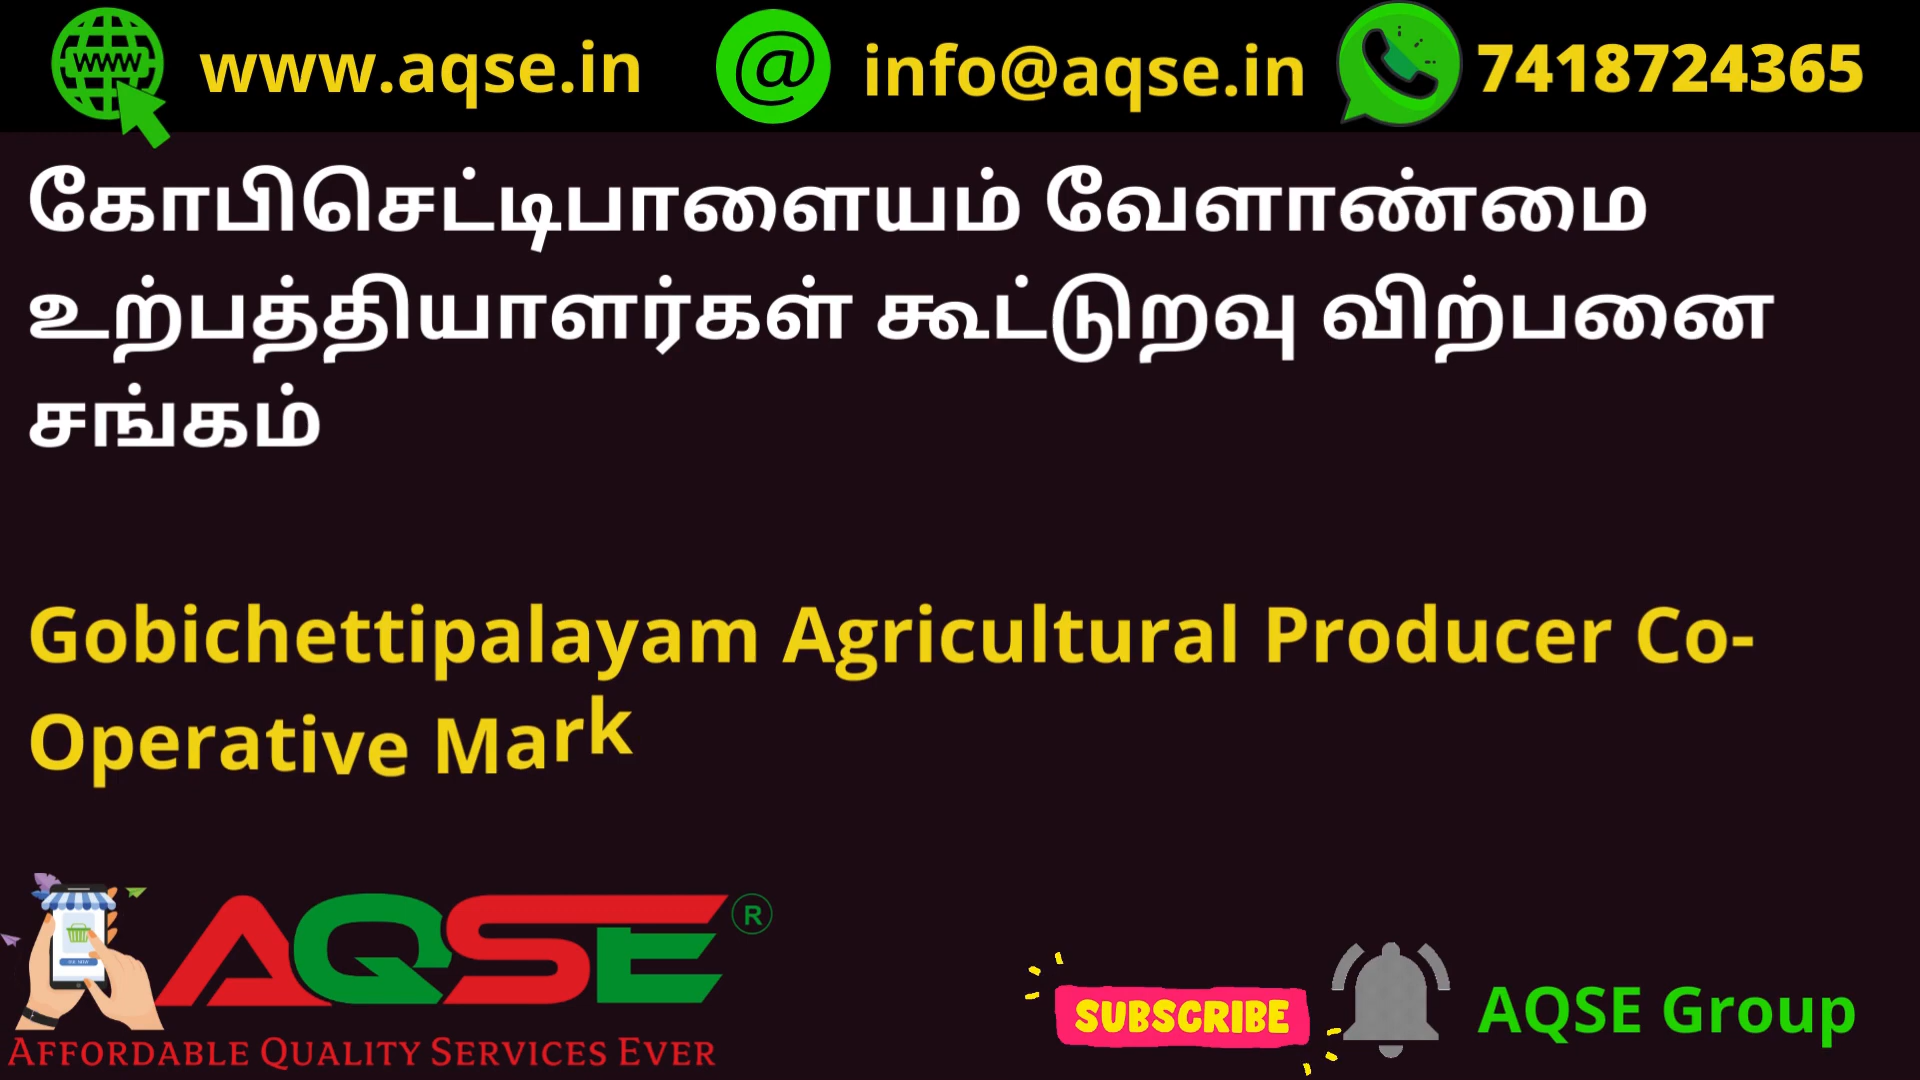 www.aqse.in
info@aqse.in
7418724365
கோபிசெட்டிபாளையம் வேளாண்மை
உற்பத்தியாளர்கள் கூட்டுறவு விற்பனை
சங்கம்
Gobichettipalayam Agricultural Producer Co-
Operative Mark
AQSE®
AFFORDABLE QUALITY SERVICES EVER
SUBSCRIBE
AQSE Group